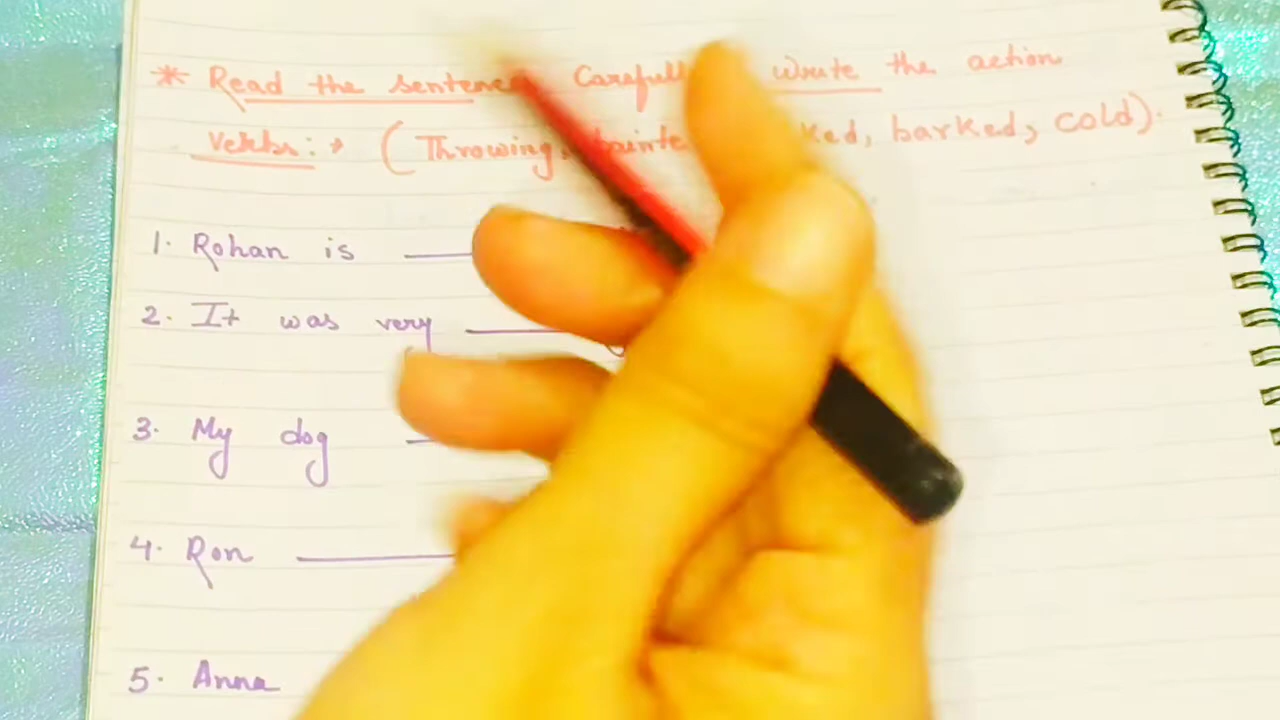 * Read the sentence Carefull write the action
Verbs:→ (Throwing, barked, cold).
1. Rohan is
2. It was very
3. My dog
4. Ron
5. Anna